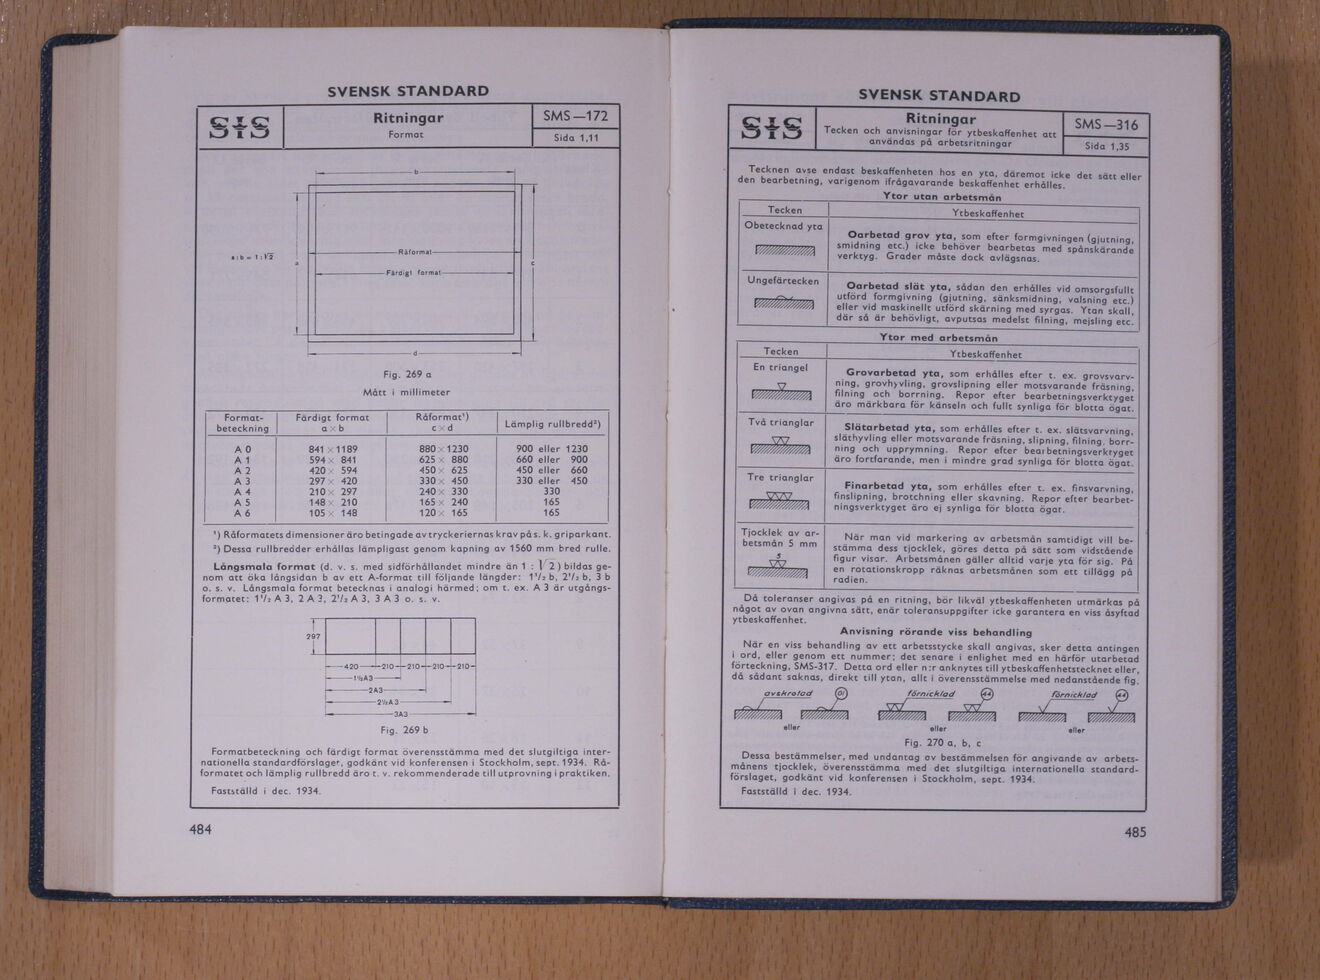 SVENSK STANDARD
SIS
Ritningar
Format
SMS—172
Sida 1,11
b
a : b = 1 : √2
a
Råformat
Färdigt format
c
d
Fig. 269 a
Mått i millimeter
Format-
beteckning
Färdigt format
a × b
Råformat¹)
c × d
Lämplig rullbredd²)
A 0 841 × 1189 880 × 1230 900 eller 1230
A 1 594 × 841 625 × 880 660 eller 900
A 2 420 × 594 450 × 625 450 eller 660
A 3 297 × 420 330 × 450 330 eller 450
A 4 210 × 297 240 × 330 330
A 5 148 × 210 165 × 240 165
A 6 105 × 148 120 × 165 165
¹) Råformatets dimensioner äro betingade av tryckeriernas krav på s. k. griparkant.
²) Dessa rullbredder erhållas lämpligast genom kapning av 1560 mm bred rulle.
Långsmala format (d. v. s. med sidförhållandet mindre än 1 : √2) bildas ge-
nom att öka långsidan b av ett A-format till följande längder: 1¹/₂ b, 2¹/₂ b, 3 b
o. s. v. Långsmala format betecknas i analogi härmed; om t. ex. A 3 är utgångs-
formatet: 1¹/₂ A 3, 2 A 3, 2¹/₂ A 3, 3 A 3 o. s. v.
297
420 210 210 210 210
1½A3
2A3
2½A3
3A3
Fig. 269 b
Formatbeteckning och färdigt format överensstämma med det slutgiltiga inter-
nationella standardförslaget, godkänt vid konferensen i Stockholm, sept. 1934. Rå-
formatet och lämplig rullbredd äro t. v. rekommenderade till utprovning i praktiken.
Fastställd i dec. 1934.
484
SVENSK STANDARD
SIS
Ritningar
Tecken och anvisningar för ytbeskaffenhet att
användas på arbetsritningar
SMS—316
Sida 1,35
Tecknen avse endast beskaffenheten hos en yta, däremot icke det sätt eller
den bearbetning, varigenom ifrågavarande beskaffenhet erhålles.
Ytor utan arbetsmån
Tecken
Ytbeskaffenhet
Obetecknad yta
Oarbetad grov yta, som efter formgivningen (gjutning,
smidning etc.) icke behöver bearbetas med spånskärande
verktyg. Grader måste dock avlägsnas.
Ungefärtecken
Oarbetad slät yta, sådan den erhålles vid omsorgsfullt
utförd formgivning (gjutning, sänksmidning, valsning etc.)
eller vid maskinellt utförd skärning med syrgas. Ytan skall,
där så är behövligt, avputsas medelst filning, mejsling etc.
Ytor med arbetsmån
Tecken
Ytbeskaffenhet
En triangel
Grovarbetad yta, som erhålles efter t. ex. grovsvarv-
ning, grovhyvling, grovslipning eller motsvarande fräsning,
filning och borrning. Repor efter bearbetningsverktyget
äro märkbara för känseln och fullt synliga för blotta ögat.
Två trianglar
Slätarbetad yta, som erhålles efter t. ex. slätsvarvning,
släthyvling eller motsvarande fräsning, slipning, filning, borr-
ning och upprymning. Repor efter bearbetningsverktyget
äro fortfarande, men i mindre grad synliga för blotta ögat.
Tre trianglar
Finarbetad yta, som erhålles efter t. ex. finsvarvning,
finslipning, brotchning eller skavning. Repor efter bearbet-
ningsverktyget äro ej synliga för blotta ögat.
Tjocklek av ar-
betsmån 5 mm
5
När man vid markering av arbetsmån samtidigt vill be-
stämma dess tjocklek, göres detta på sätt som vidstående
figur visar. Arbetsmånen gäller alltid varje yta för sig. På
en rotationskropp räknas arbetsmånen som ett tillägg på
radien.
Då toleranser angivas på en ritning, bör likväl ytbeskaffenheten utmärkas på
något av ovan angivna sätt, enär toleransuppgifter icke garantera en viss åsyftad
ytbeskaffenhet.
Anvisning rörande viss behandling
När en viss behandling av ett arbetsstycke skall angivas, sker detta antingen
i ord, eller genom ett nummer; det senare i enlighet med en härför utarbetad
förteckning, SMS-317. Detta ord eller n:r anknytes till ytbeskaffenhetstecknet eller,
då sådant saknas, direkt till ytan, allt i överensstämmelse med nedanstående fig.
avskrotad 01 förnicklad 44 förnicklad 44
eller eller eller
Fig. 270 a, b, c
Dessa bestämmelser, med undantag av bestämmelsen för angivande av arbets-
månens tjocklek, överensstämma med det slutgiltiga internationella standard-
förslaget, godkänt vid konferensen i Stockholm, sept. 1934.
Fastställd i dec. 1934.
485